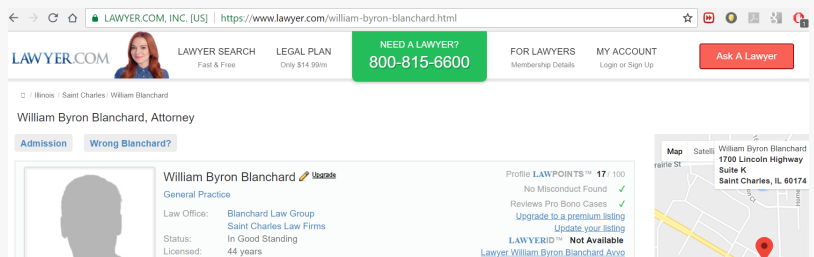 LAWYER.COM, INC. [US] | https://www.lawyer.com/william-byron-blanchard.html
LAWYER.COM
LAWYER SEARCH
Fast & Free
LEGAL PLAN
Only $14.99/m
NEED A LAWYER?
800-815-6600
FOR LAWYERS
Membership Details
MY ACCOUNT
Login or Sign Up
Ask A Lawyer
/ Illinois / Saint Charles / William Blanchard
William Byron Blanchard, Attorney
Admission
Wrong Blanchard?
William Byron Blanchard Upgrade
General Practice
Law Office: Blanchard Law Group
Saint Charles Law Firms
Status: In Good Standing
Licensed: 44 years
Profile LAWPOINTS™ 17 / 100
No Misconduct Found ✓
Reviews Pro Bono Cases ✓
Upgrade to a premium listing
Update your listing
LAWYERID™ Not Available
Lawyer William Byron Blanchard Avvo
Map
William Byron Blanchard
1700 Lincoln Highway
Suite K
Saint Charles, IL 60174